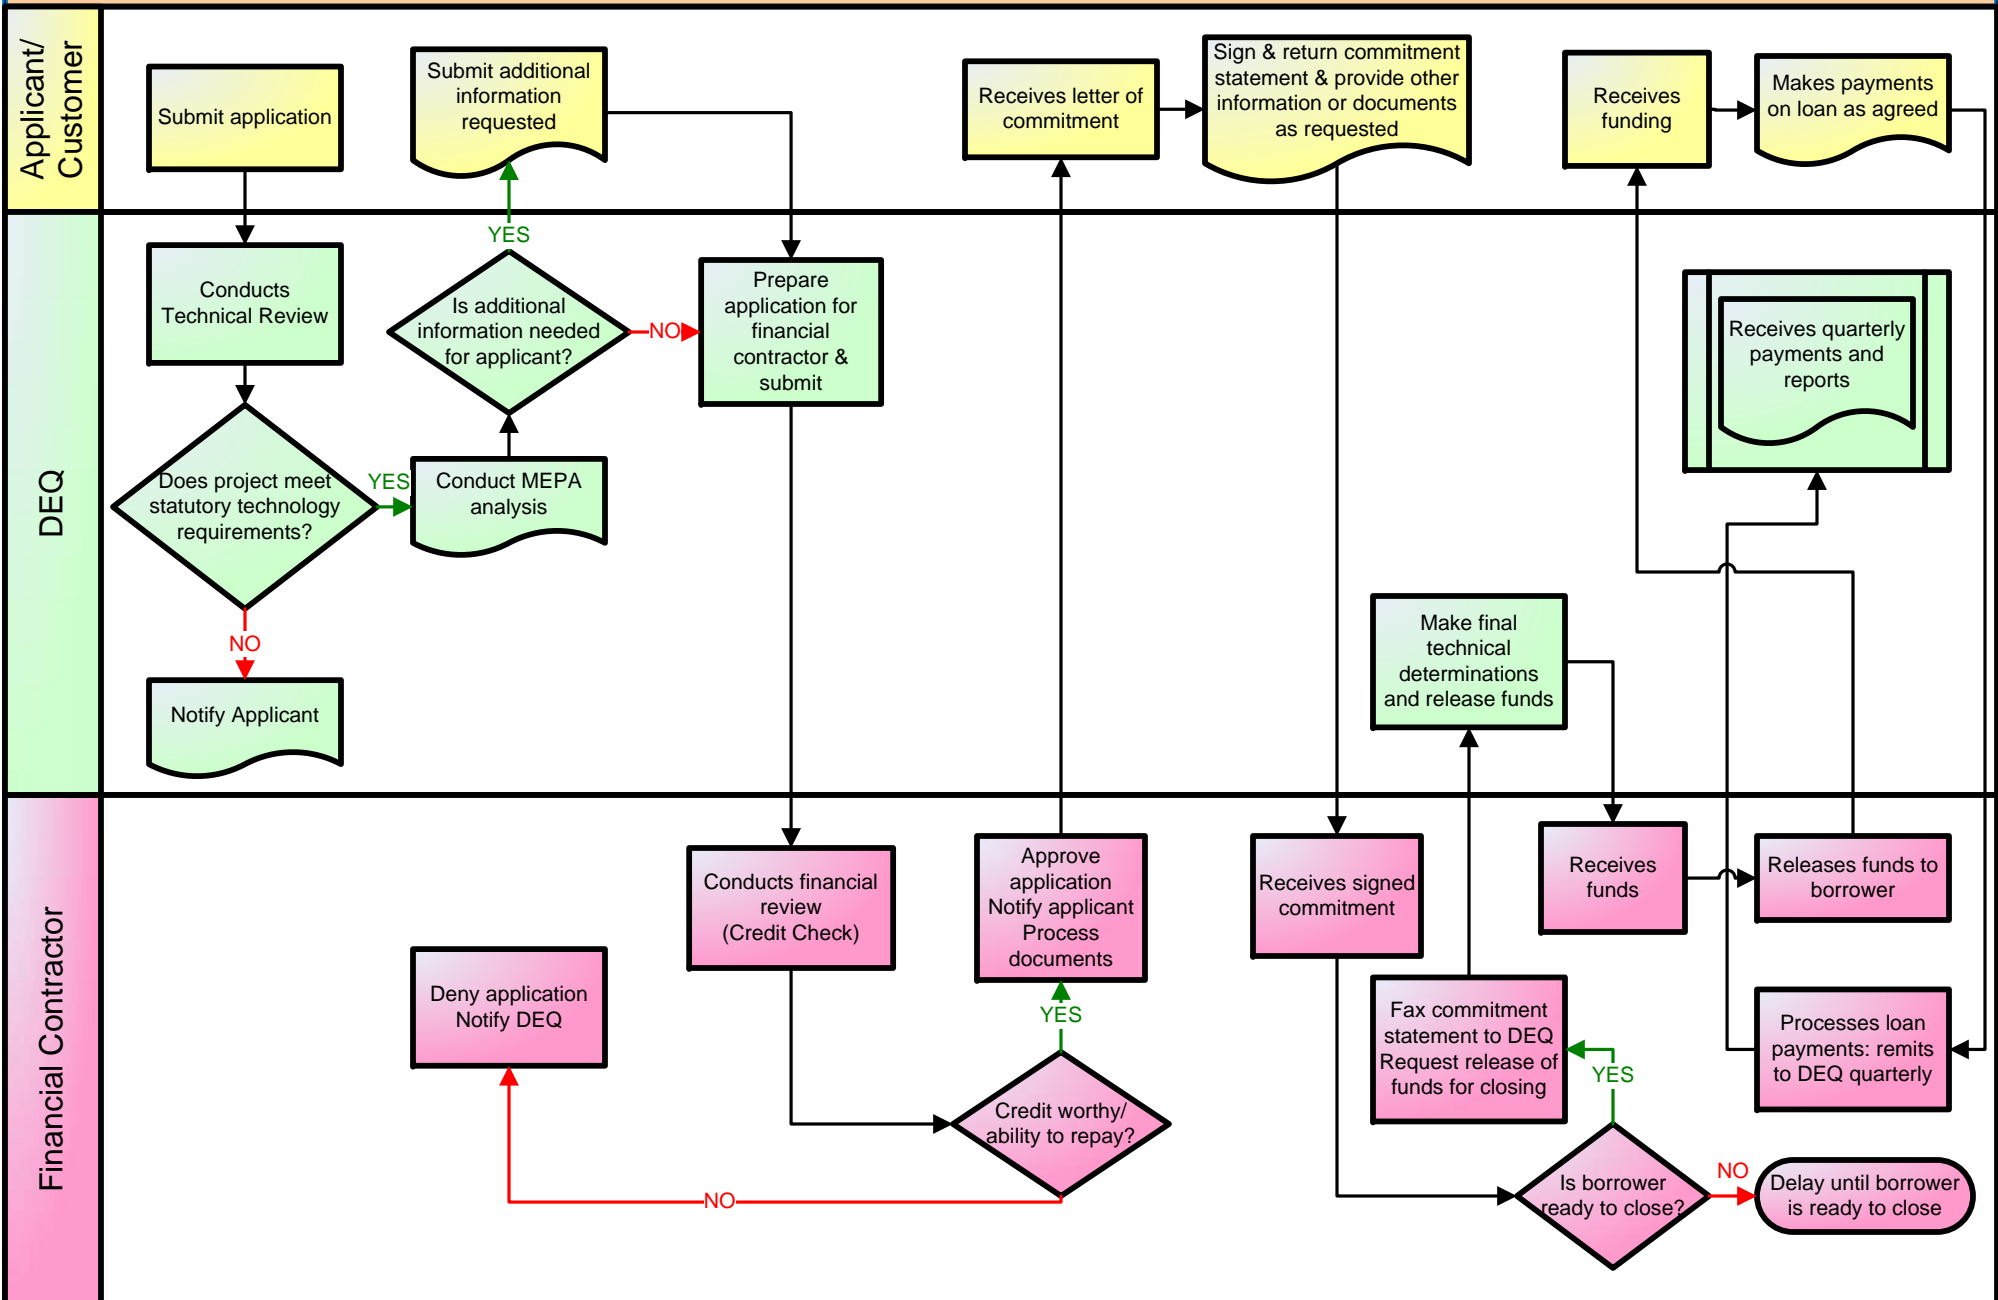 Applicant/
Customer
Submit application
Submit additional
information
requested
Receives letter of
commitment
Sign & return commitment
statement & provide other
information or documents
as requested
Receives
funding
Makes payments
on loan as agreed
DEQ
Conducts
Technical Review
YES
Is additional
information needed
for applicant?
NO
Prepare
application for
financial
contractor &
submit
Receives quarterly
payments and
reports
Does project meet
statutory technology
requirements?
YES
Conduct MEPA
analysis
NO
Notify Applicant
Make final
technical
determinations
and release funds
Financial Contractor
Conducts financial
review
(Credit Check)
Approve
application
Notify applicant
Process
documents
Receives signed
commitment
Receives
funds
Releases funds to
borrower
Deny application
Notify DEQ
YES
Fax commitment
statement to DEQ
Request release of
funds for closing
YES
Processes loan
payments: remits
to DEQ quarterly
Credit worthy/
ability to repay?
NO
Is borrower
ready to close?
NO
Delay until borrower
is ready to close